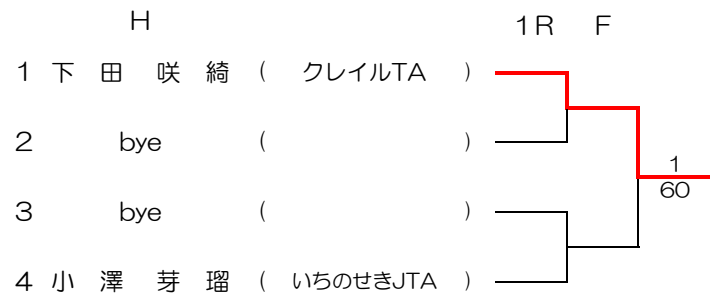 H 1R F
1 下 田 咲 綺 ( クレイルTA )
2 bye ( )
3 bye ( )
4 小 澤 芽 瑠 ( いちのせきJTA )
1
60